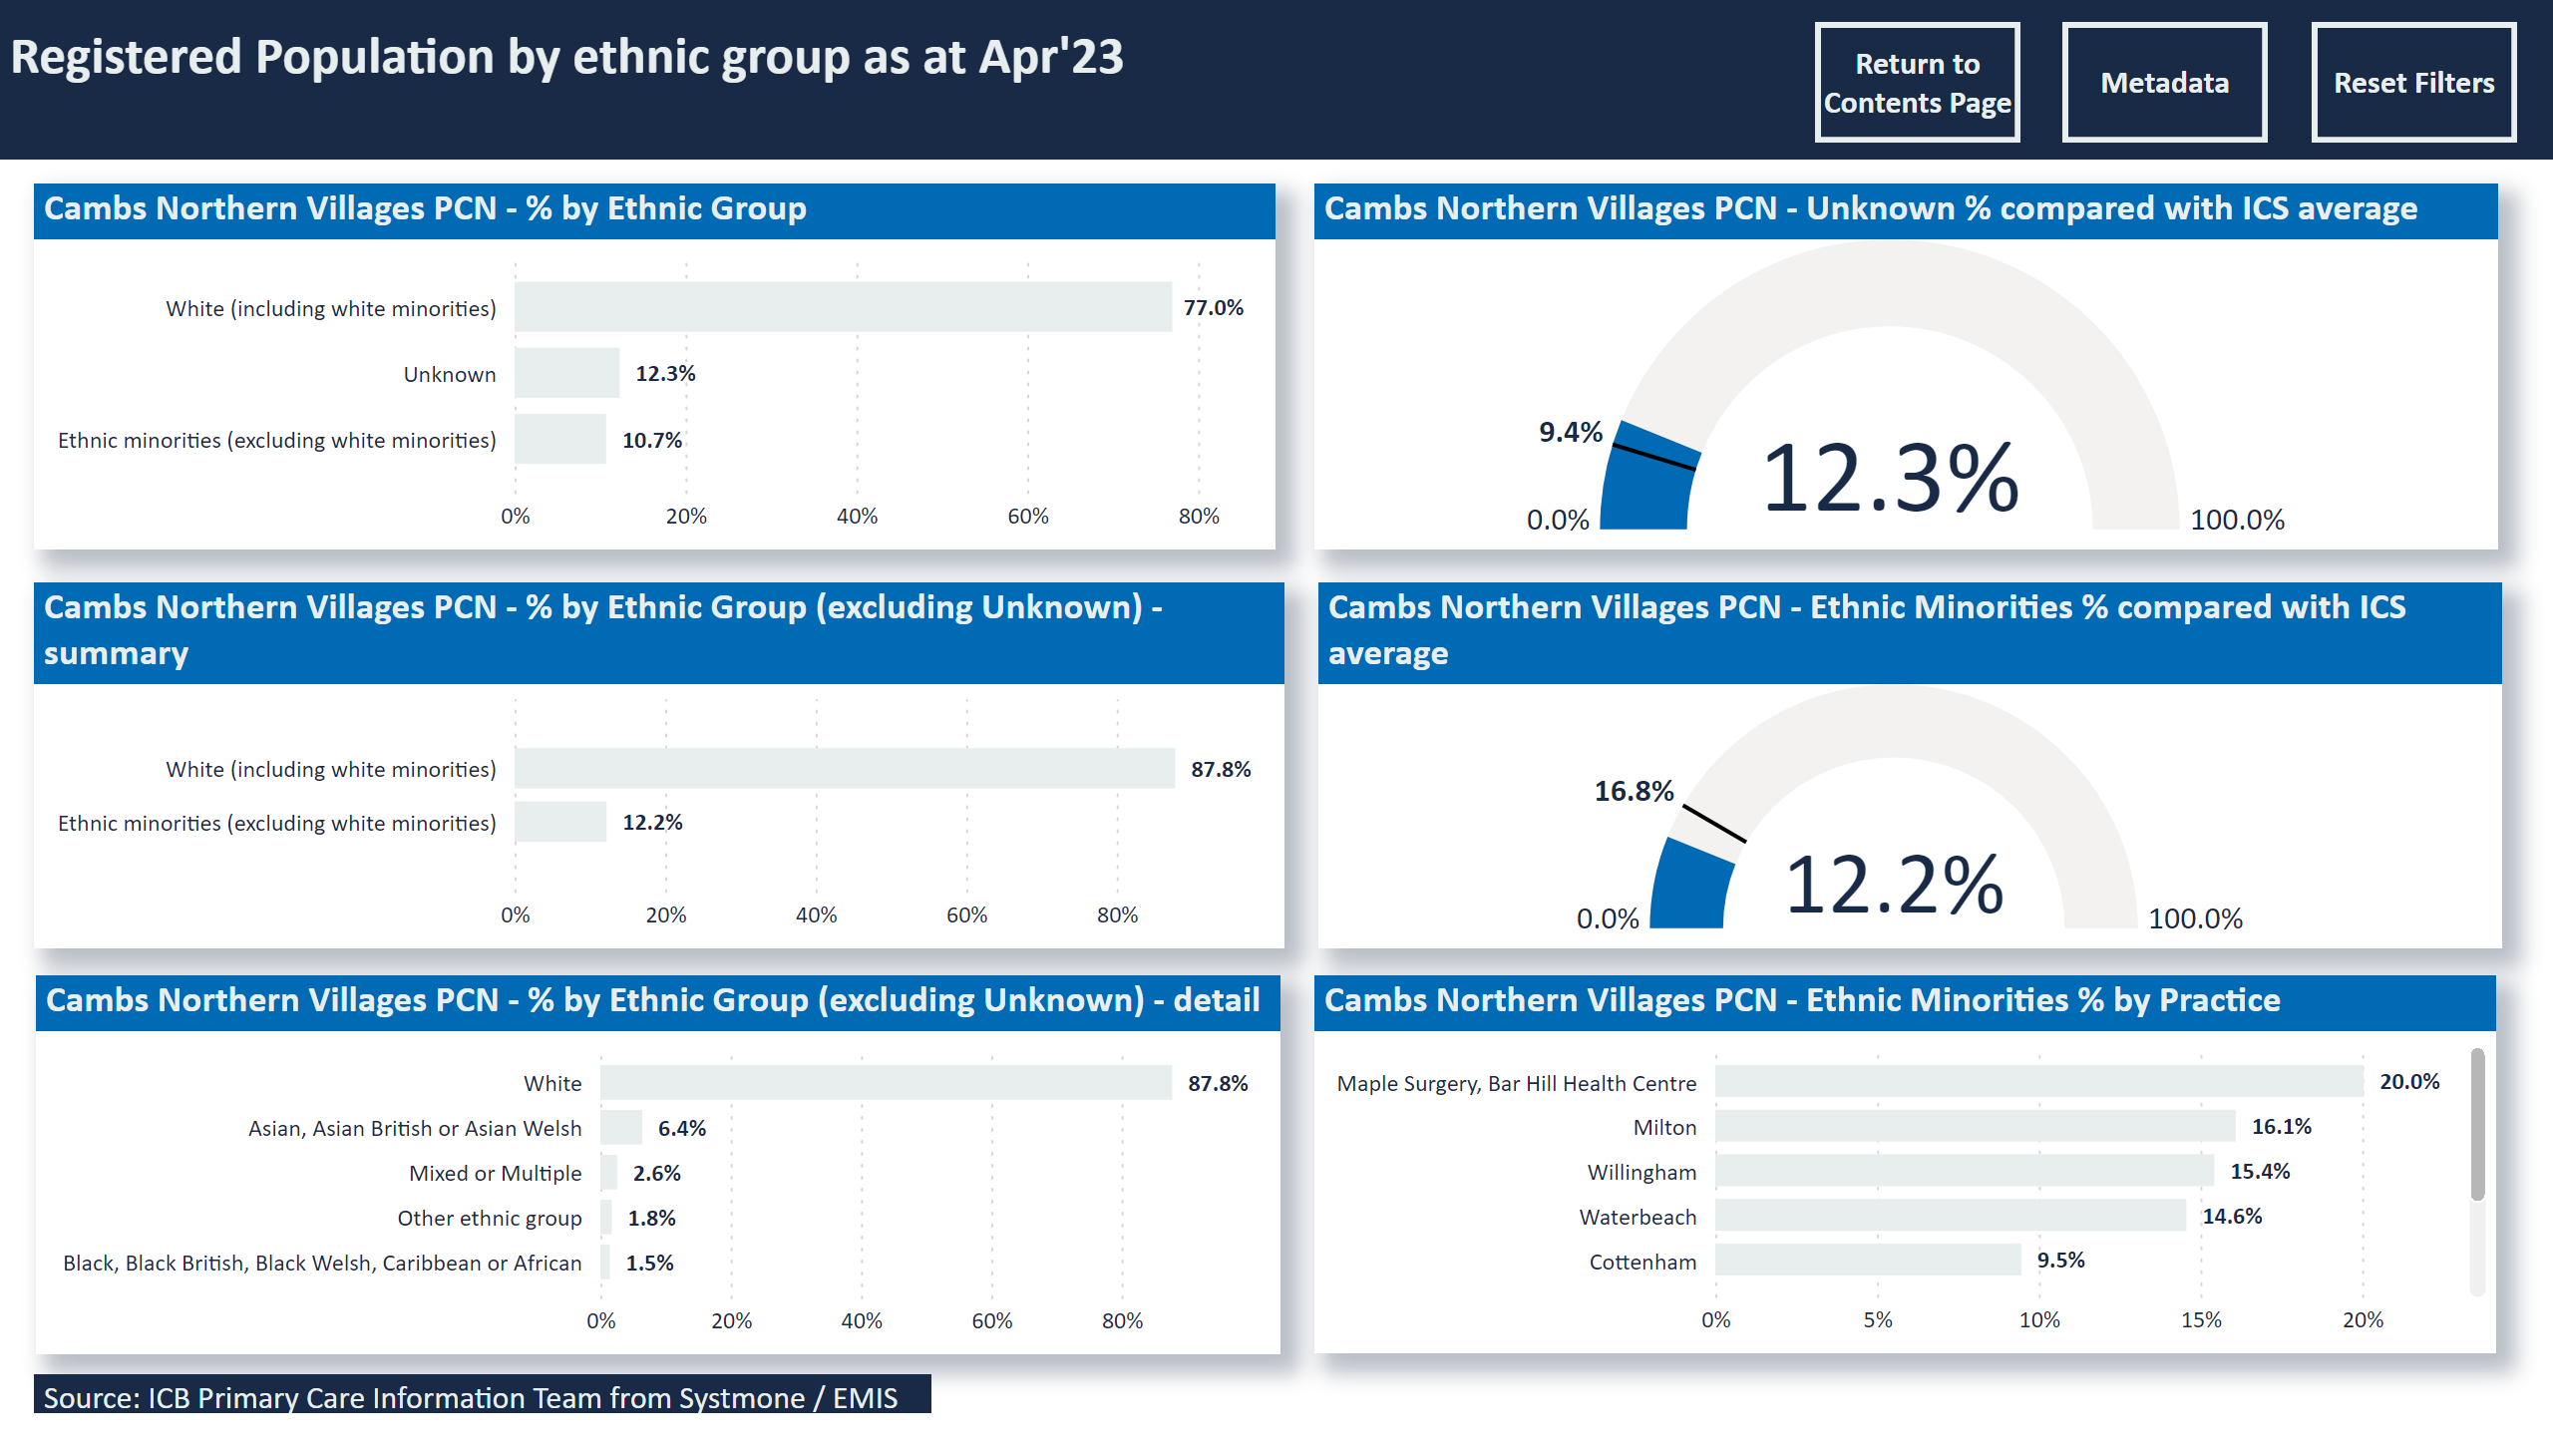 Registered Population by ethnic group as at Apr'23
Return to
Contents Page
Metadata
Reset Filters
Cambs Northern Villages PCN - % by Ethnic Group
White (including white minorities)
77.0%
Unknown
12.3%
Ethnic minorities (excluding white minorities)
10.7%
0%
20%
40%
60%
80%
Cambs Northern Villages PCN - Unknown % compared with ICS average
9.4%
12.3%
0.0%
100.0%
Cambs Northern Villages PCN - % by Ethnic Group (excluding Unknown) -
summary
White (including white minorities)
87.8%
Ethnic minorities (excluding white minorities)
12.2%
0%
20%
40%
60%
80%
Cambs Northern Villages PCN - Ethnic Minorities % compared with ICS
average
16.8%
12.2%
0.0%
100.0%
Cambs Northern Villages PCN - % by Ethnic Group (excluding Unknown) - detail
White
87.8%
Asian, Asian British or Asian Welsh
6.4%
Mixed or Multiple
2.6%
Other ethnic group
1.8%
Black, Black British, Black Welsh, Caribbean or African
1.5%
0%
20%
40%
60%
80%
Cambs Northern Villages PCN - Ethnic Minorities % by Practice
Maple Surgery, Bar Hill Health Centre
20.0%
Milton
16.1%
Willingham
15.4%
Waterbeach
14.6%
Cottenham
9.5%
0%
5%
10%
15%
20%
Source: ICB Primary Care Information Team from Systmone / EMIS